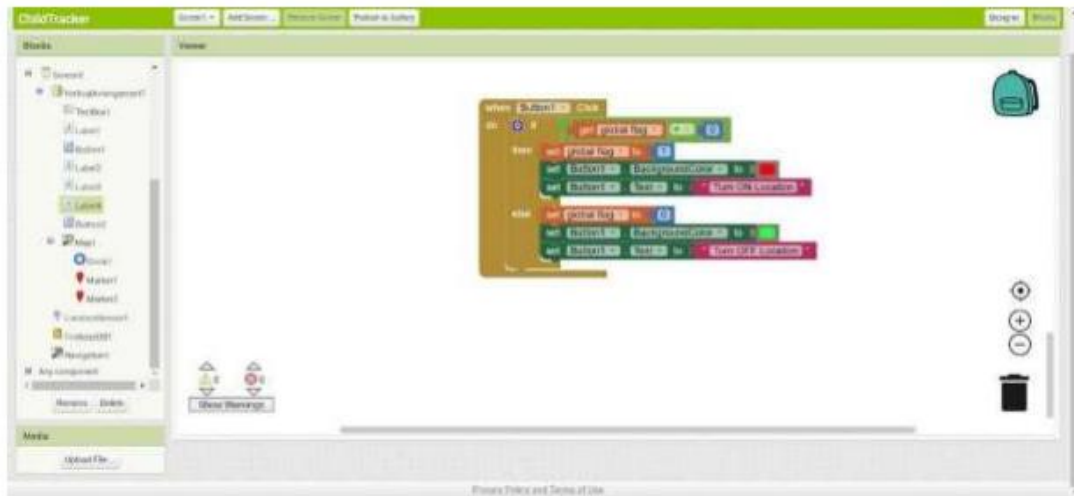 ChildTracker Screen1 Add Screen ... Remove Screen Publish to Gallery Designer Blocks
Blocks Viewer
Screen1
VerticalArrangement1
TextBox1
Label1
Button1
Label2
Label3
Label4
Button2
Map1
Circle1
Marker1
Marker2
LocationSensor1
FirebaseDB1
Navigation1
Any component
Rename Delete
Media
Upload File ...
when Button1 .Click
do if get global flag = 0
then set global flag to 1
set Button1 . BackgroundColor to
set Button1 . Text to " Turn ON Location "
else set global flag to 0
set Button1 . BackgroundColor to
set Button1 . Text to " Turn OFF Location "
0 0
Show Warnings
Privacy Policy and Terms of Use